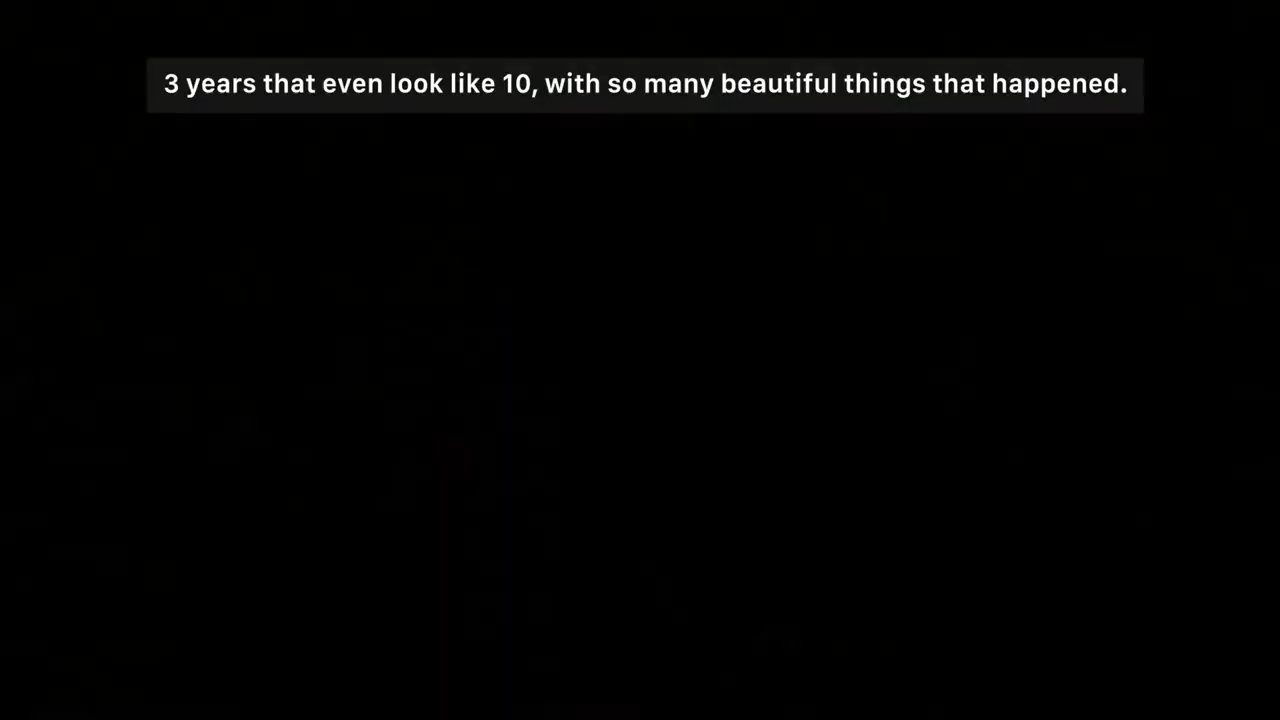 3 years that even look like 10, with so many beautiful things that happened.